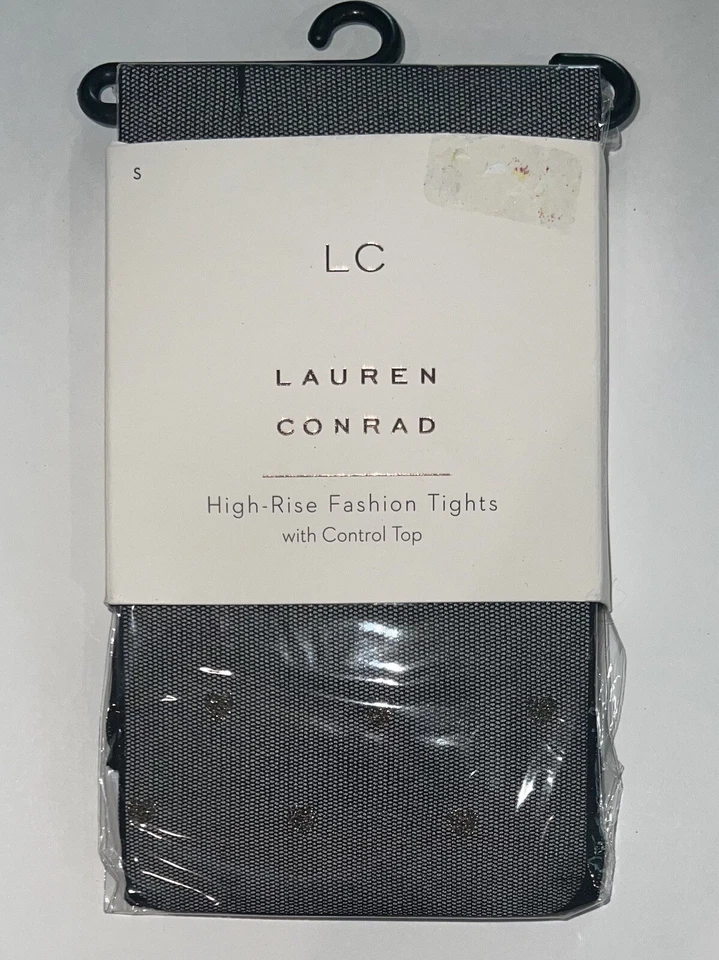 S
LC
LAUREN
CONRAD
High-Rise Fashion Tights
with Control Top